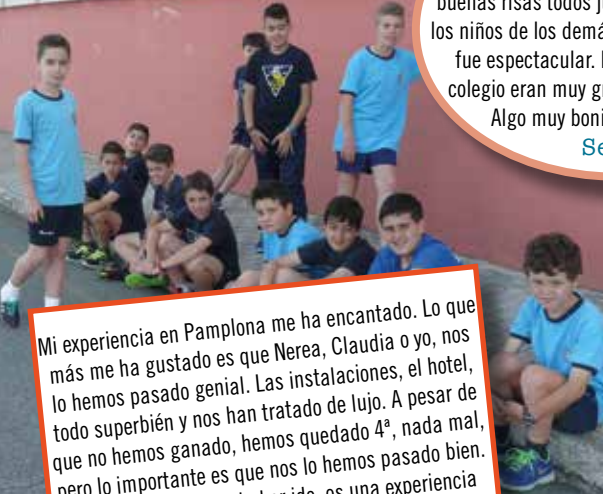 buenas risas todos j
los niños de los demá
fue espectacular.
colegio eran muy g
Algo muy boni
Se
Mi experiencia en Pamplona me ha encantado. Lo que
más me ha gustado es que Nerea, Claudia o yo, nos
lo hemos pasado genial. Las instalaciones, el hotel,
todo superbién y nos han tratado de lujo. A pesar de
que no hemos ganado, hemos quedado 4ª, nada mal,
pero lo importante es que nos lo hemos pasado bien.
es una experiencia